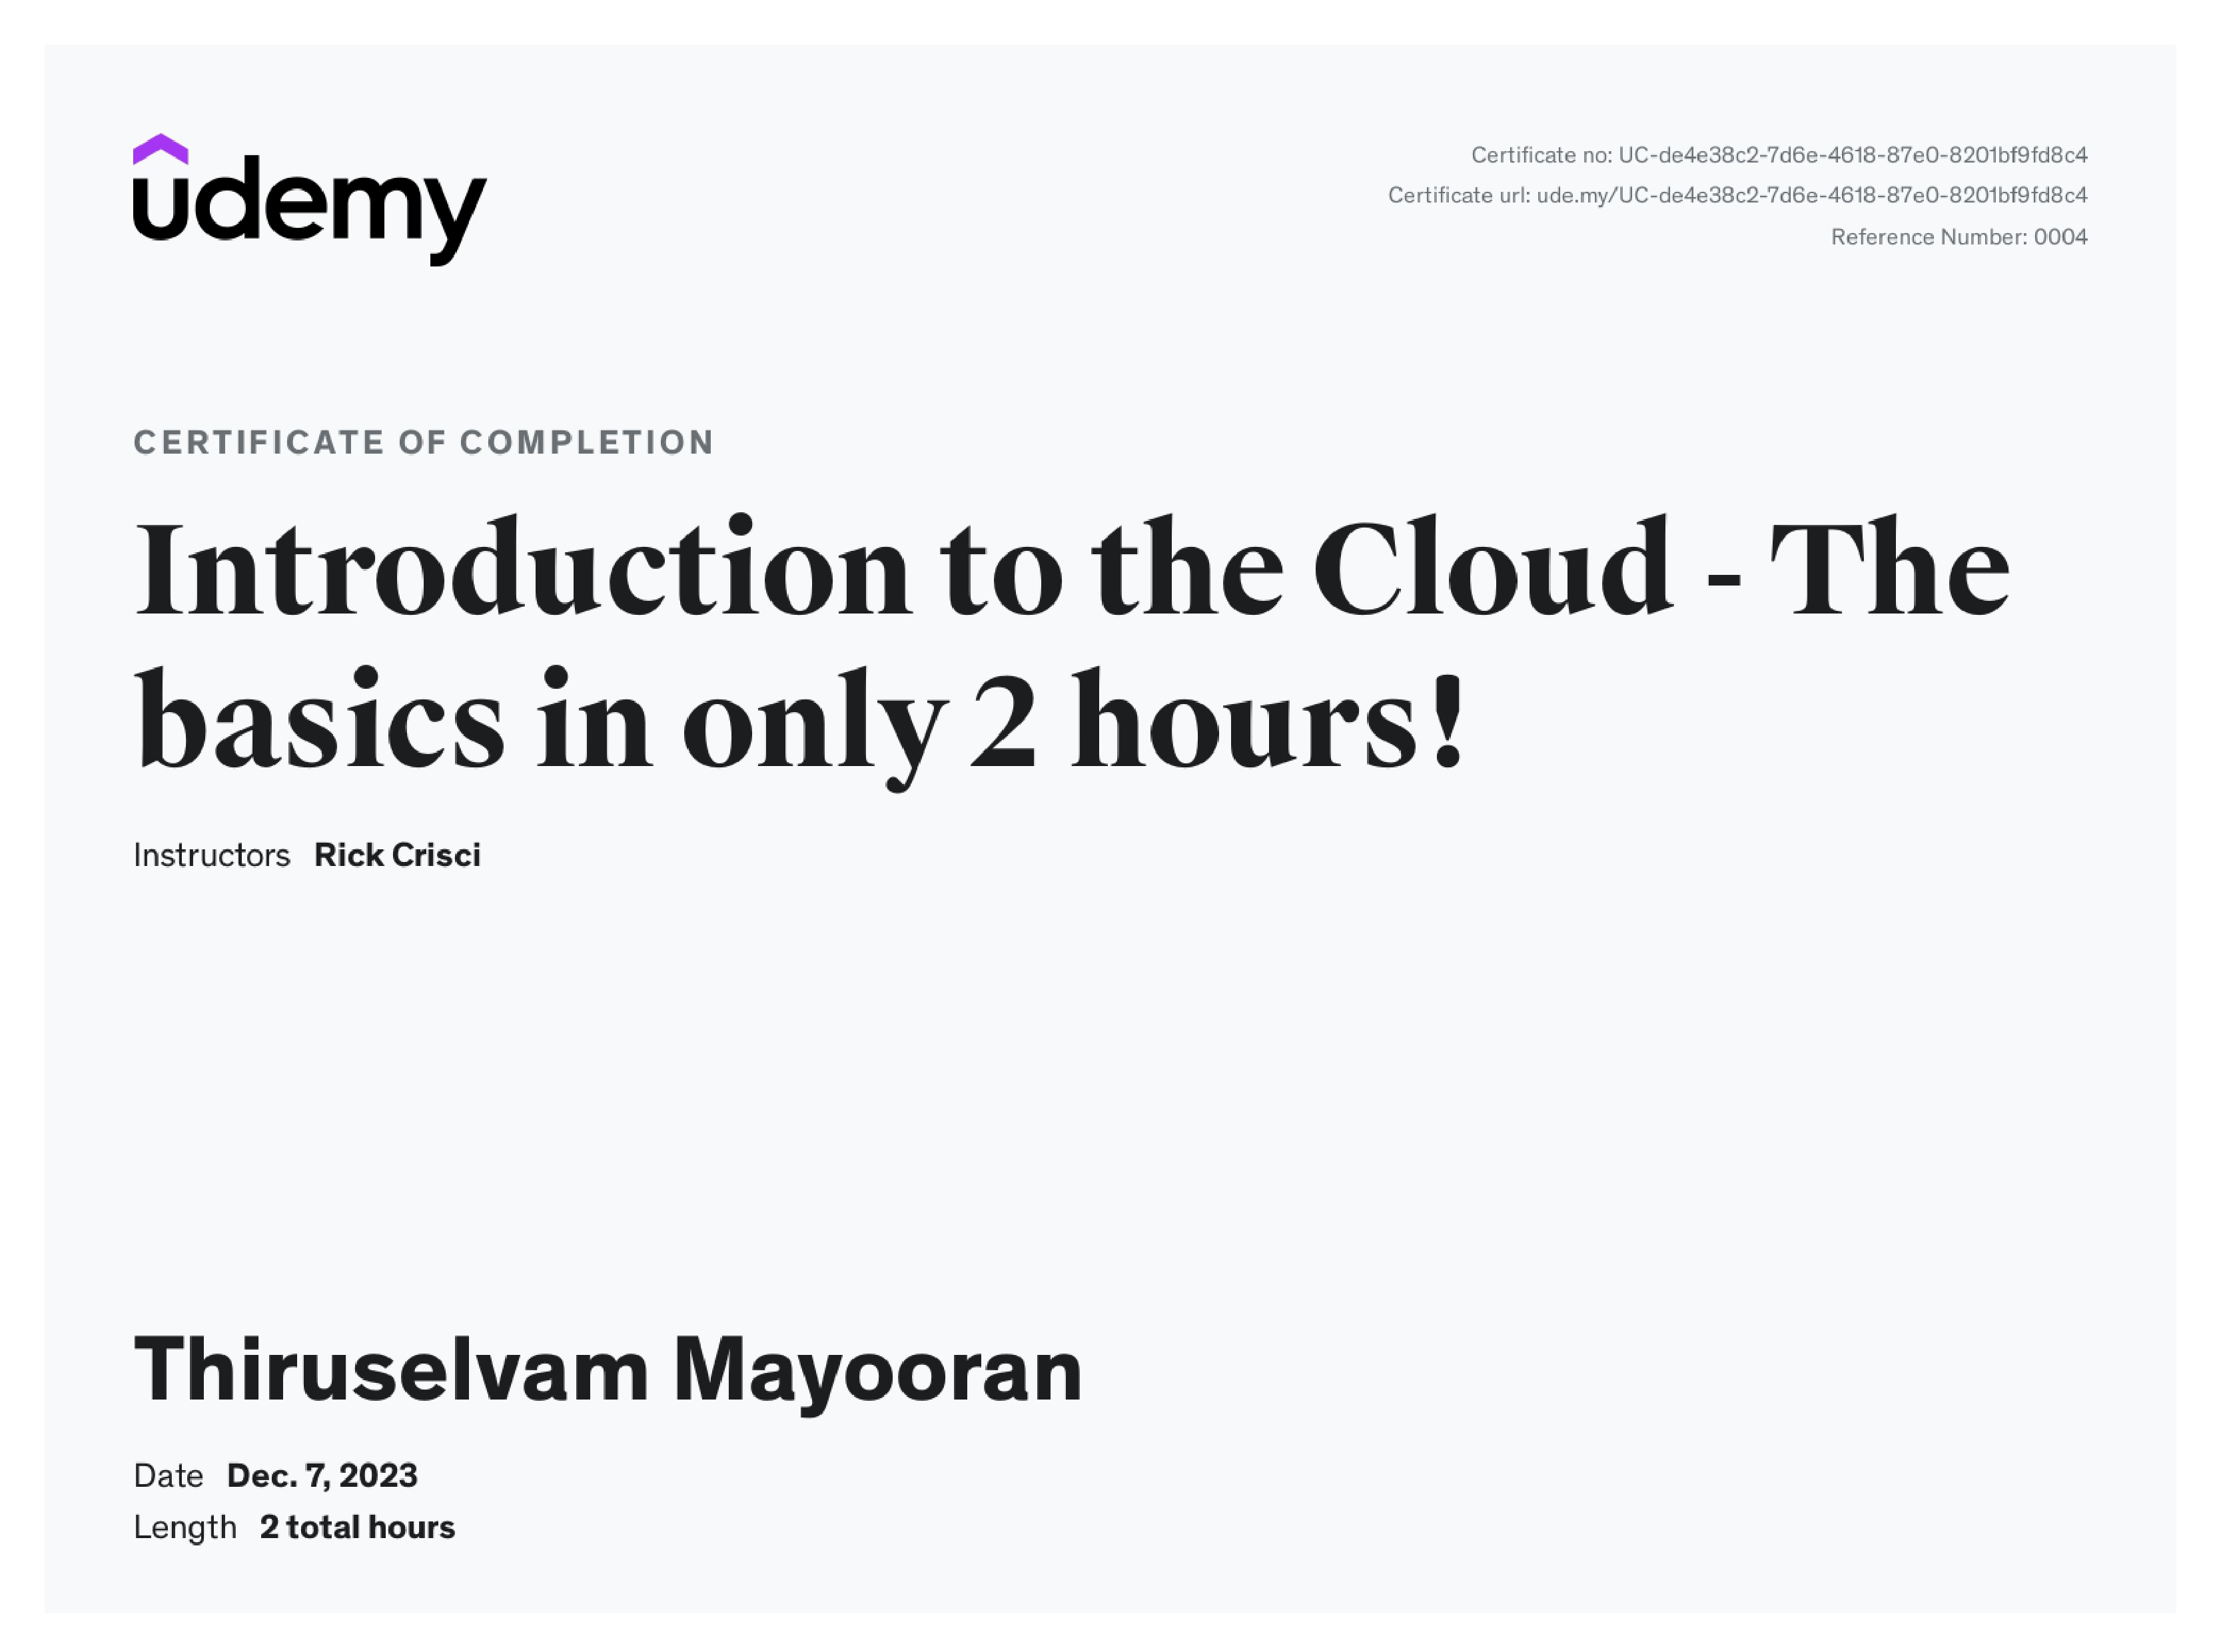 udemy
Certificate no: UC-de4e38c2-7d6e-4618-87e0-8201bf9fd8c4
Certificate url: ude.my/UC-de4e38c2-7d6e-4618-87e0-8201bf9fd8c4
Reference Number: 0004
CERTIFICATE OF COMPLETION
Introduction to the Cloud - The
basics in only 2 hours!
Instructors Rick Crisci
Thiruselvam Mayooran
Date Dec. 7, 2023
Length 2 total hours